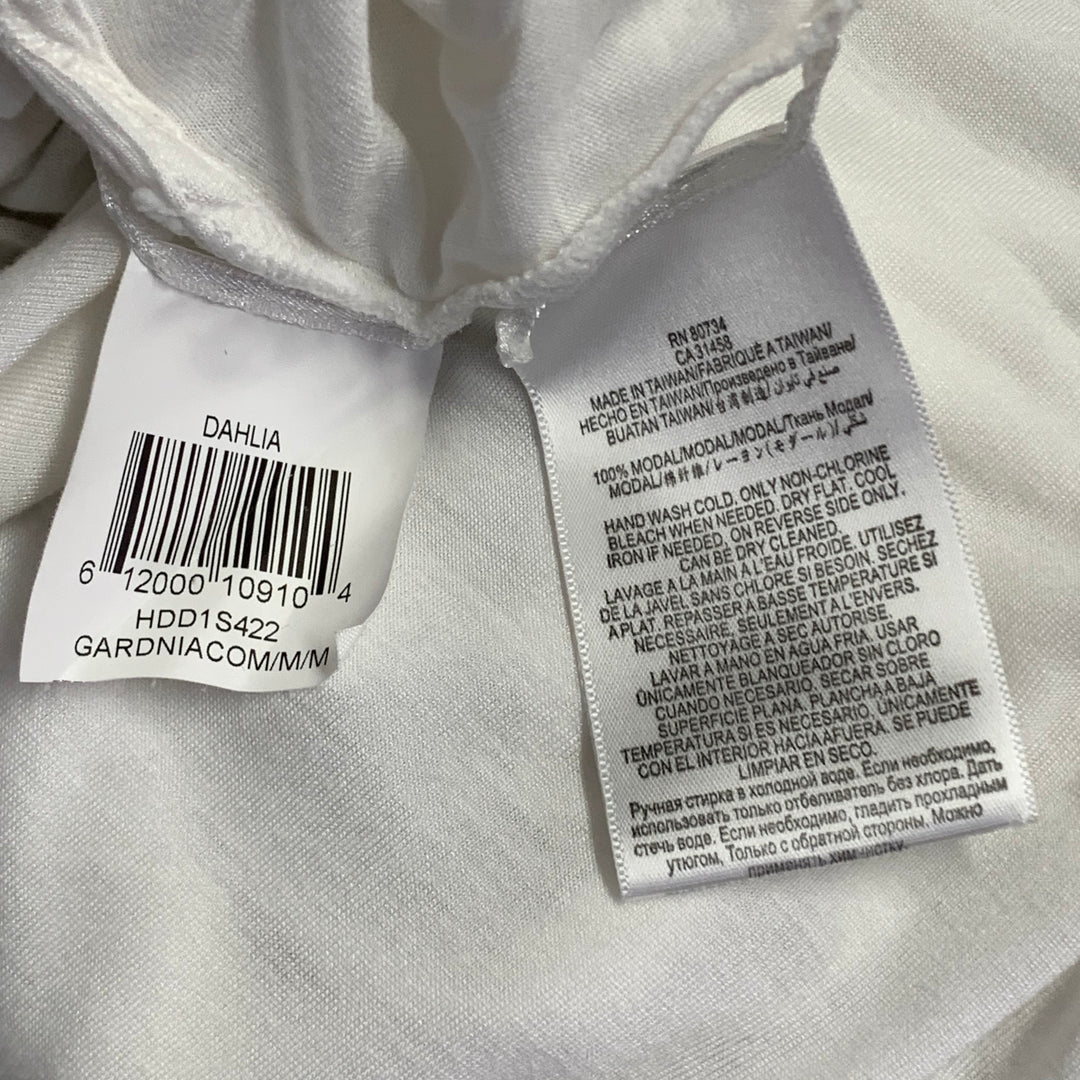 DAHLIA
6 12000 10910 4
HDD1S422
GARDNIACOM/M/M
RN 80734
CA 31458
MADE IN TAIWAN/FABRIQUÉ A TAIWAN/
HECHO EN TAIWAN/Произведено в Тайване/
BUATAN TAIWAN/台湾制造/صنع في تايوان/
100% MODAL/MODAL/MODAL/Ткань Модал/
MODAL/棉纤维/レーヨン(モダール)/
HAND WASH COLD. ONLY NON-CHLORINE
BLEACH WHEN NEEDED. DRY FLAT. COOL
IRON IF NEEDED, ON REVERSE SIDE ONLY.
CAN BE DRY CLEANED.
LAVAGE A LA MAIN A L'EAU FROIDE. UTILISEZ
DE LA JAVEL SANS CHLORE SI BESOIN. SECHEZ
A PLAT. REPASSER A BASSE TEMPERATURE SI
NECESSAIRE, SEULEMENT A L'ENVERS.
NETTOYAGE A SEC AUTORISE.
LAVAR A MANO EN AGUA FRIA. USAR
ÚNICAMENTE BLANQUEADOR SIN CLORO
CUANDO NECESARIO. SECAR SOBRE
SUPERFICIE PLANA. PLANCHA A BAJA
TEMPERATURA SI ES NECESARIO, ÚNICAMENTE
CON EL INTERIOR HACIA AFUERA. SE PUEDE
LIMPIAR EN SECO.
Ручная стирка в холодной воде. Если необходимо,
использовать только отбеливатель без хлора. Дать
стечь воде. Если необходимо, гладить прохладным
утюгом, Только с обратной стороны. Можно
применять хим-чистку.